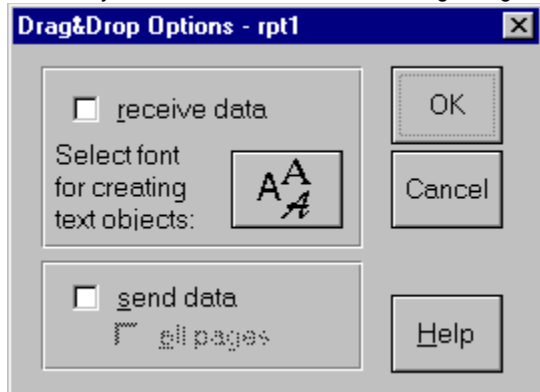 Drag&Drop Options - rpt1
receive data
OK
Select font
for creating
text objects:
AAA
Cancel
send data
all pages
Help